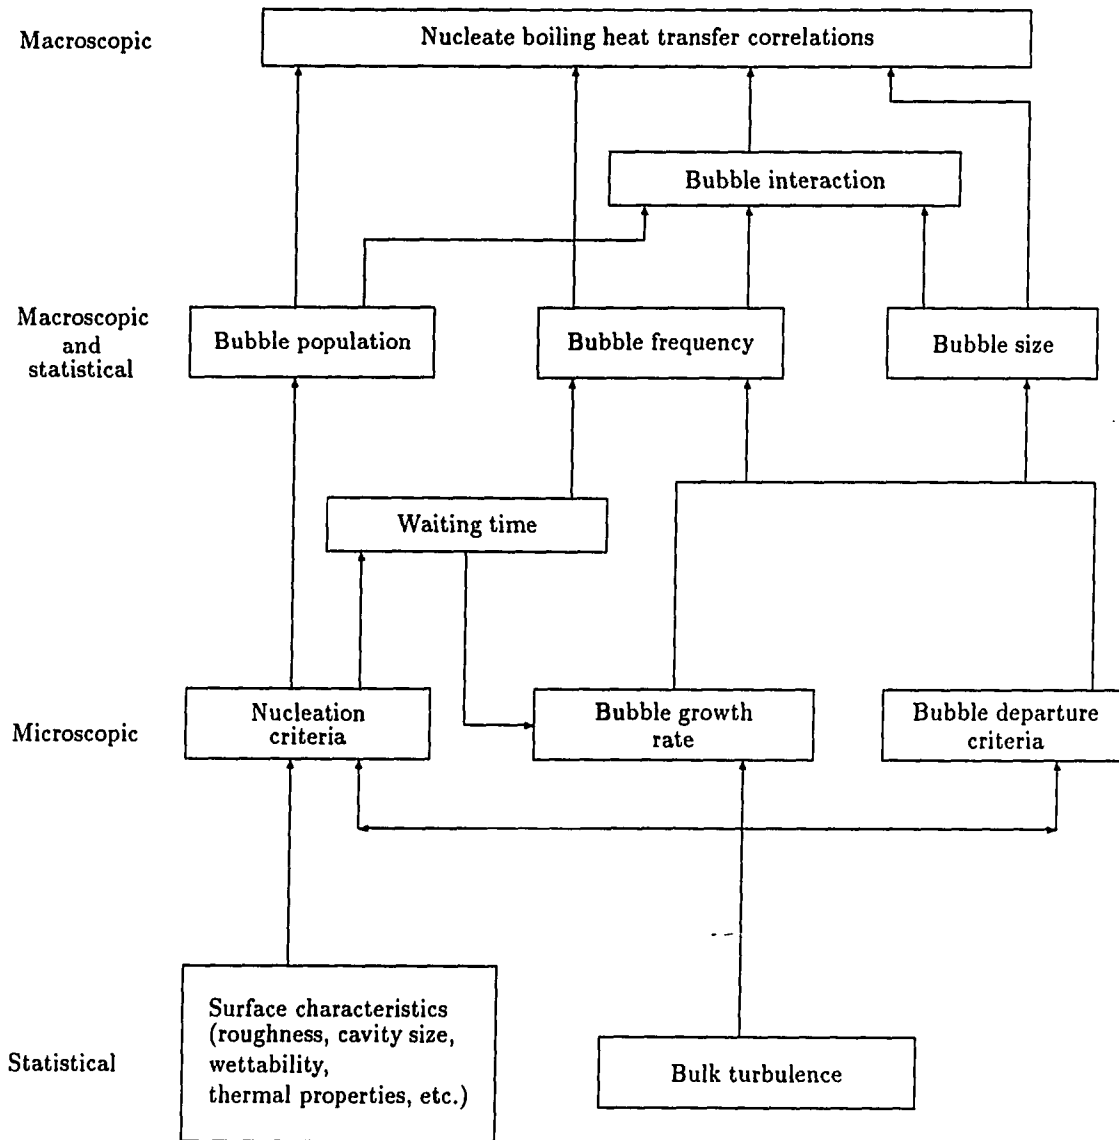 Macroscopic
Nucleate boiling heat transfer correlations
Bubble interaction
Macroscopic
and
statistical
Bubble population
Bubble frequency
Bubble size
Waiting time
Microscopic
Nucleation
criteria
Bubble growth
rate
Bubble departure
criteria
Statistical
Surface characteristics
(roughness, cavity size,
wettability,
thermal properties, etc.)
Bulk turbulence